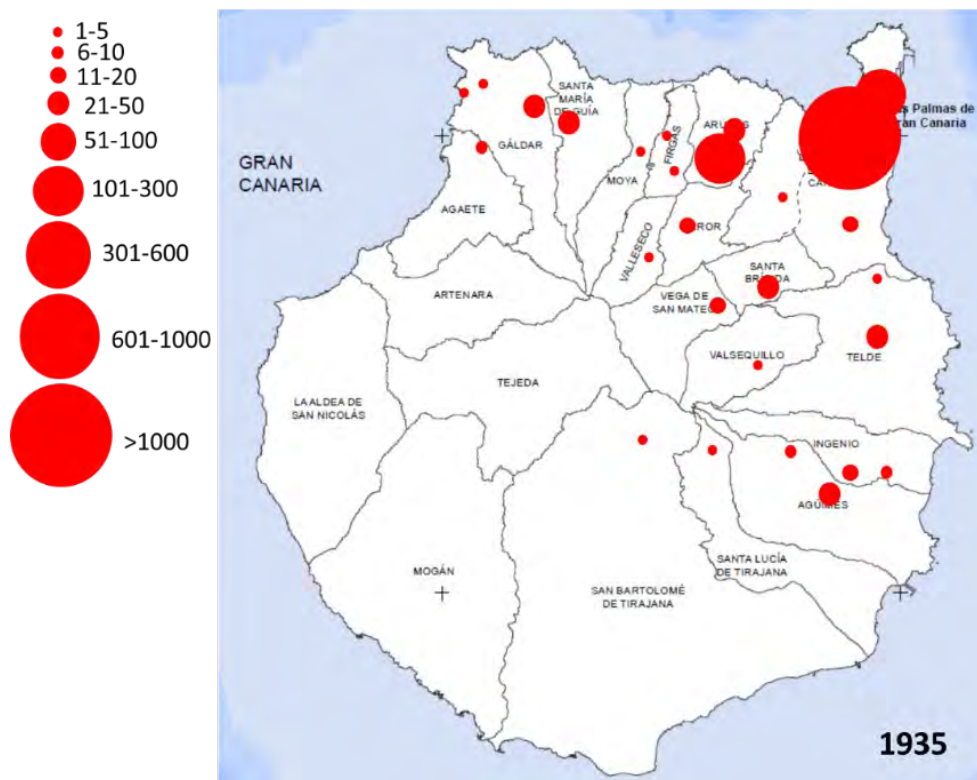 1-5
6-10
11-20
21-50
51-100
101-300
301-600
601-1000
>1000
GRAN
CANARIA
SANTA
MARÍA
DE GUÍA
GÁLDAR
AGAETE
MOYA
FIRGAS
VALLESECO
Palmas de
Gran Canaria
SANTA
VEGA DE
SAN MATEO
VALSEQUILLO
TELDE
ARTENARA
TEJEDA
LA ALDEA DE
SAN NICOLÁS
INGENIO
AGÜIMES
MOGÁN
SANTA LUCÍA
DE TIRAJANA
SAN BARTOLOMÉ
DE TIRAJANA
1935